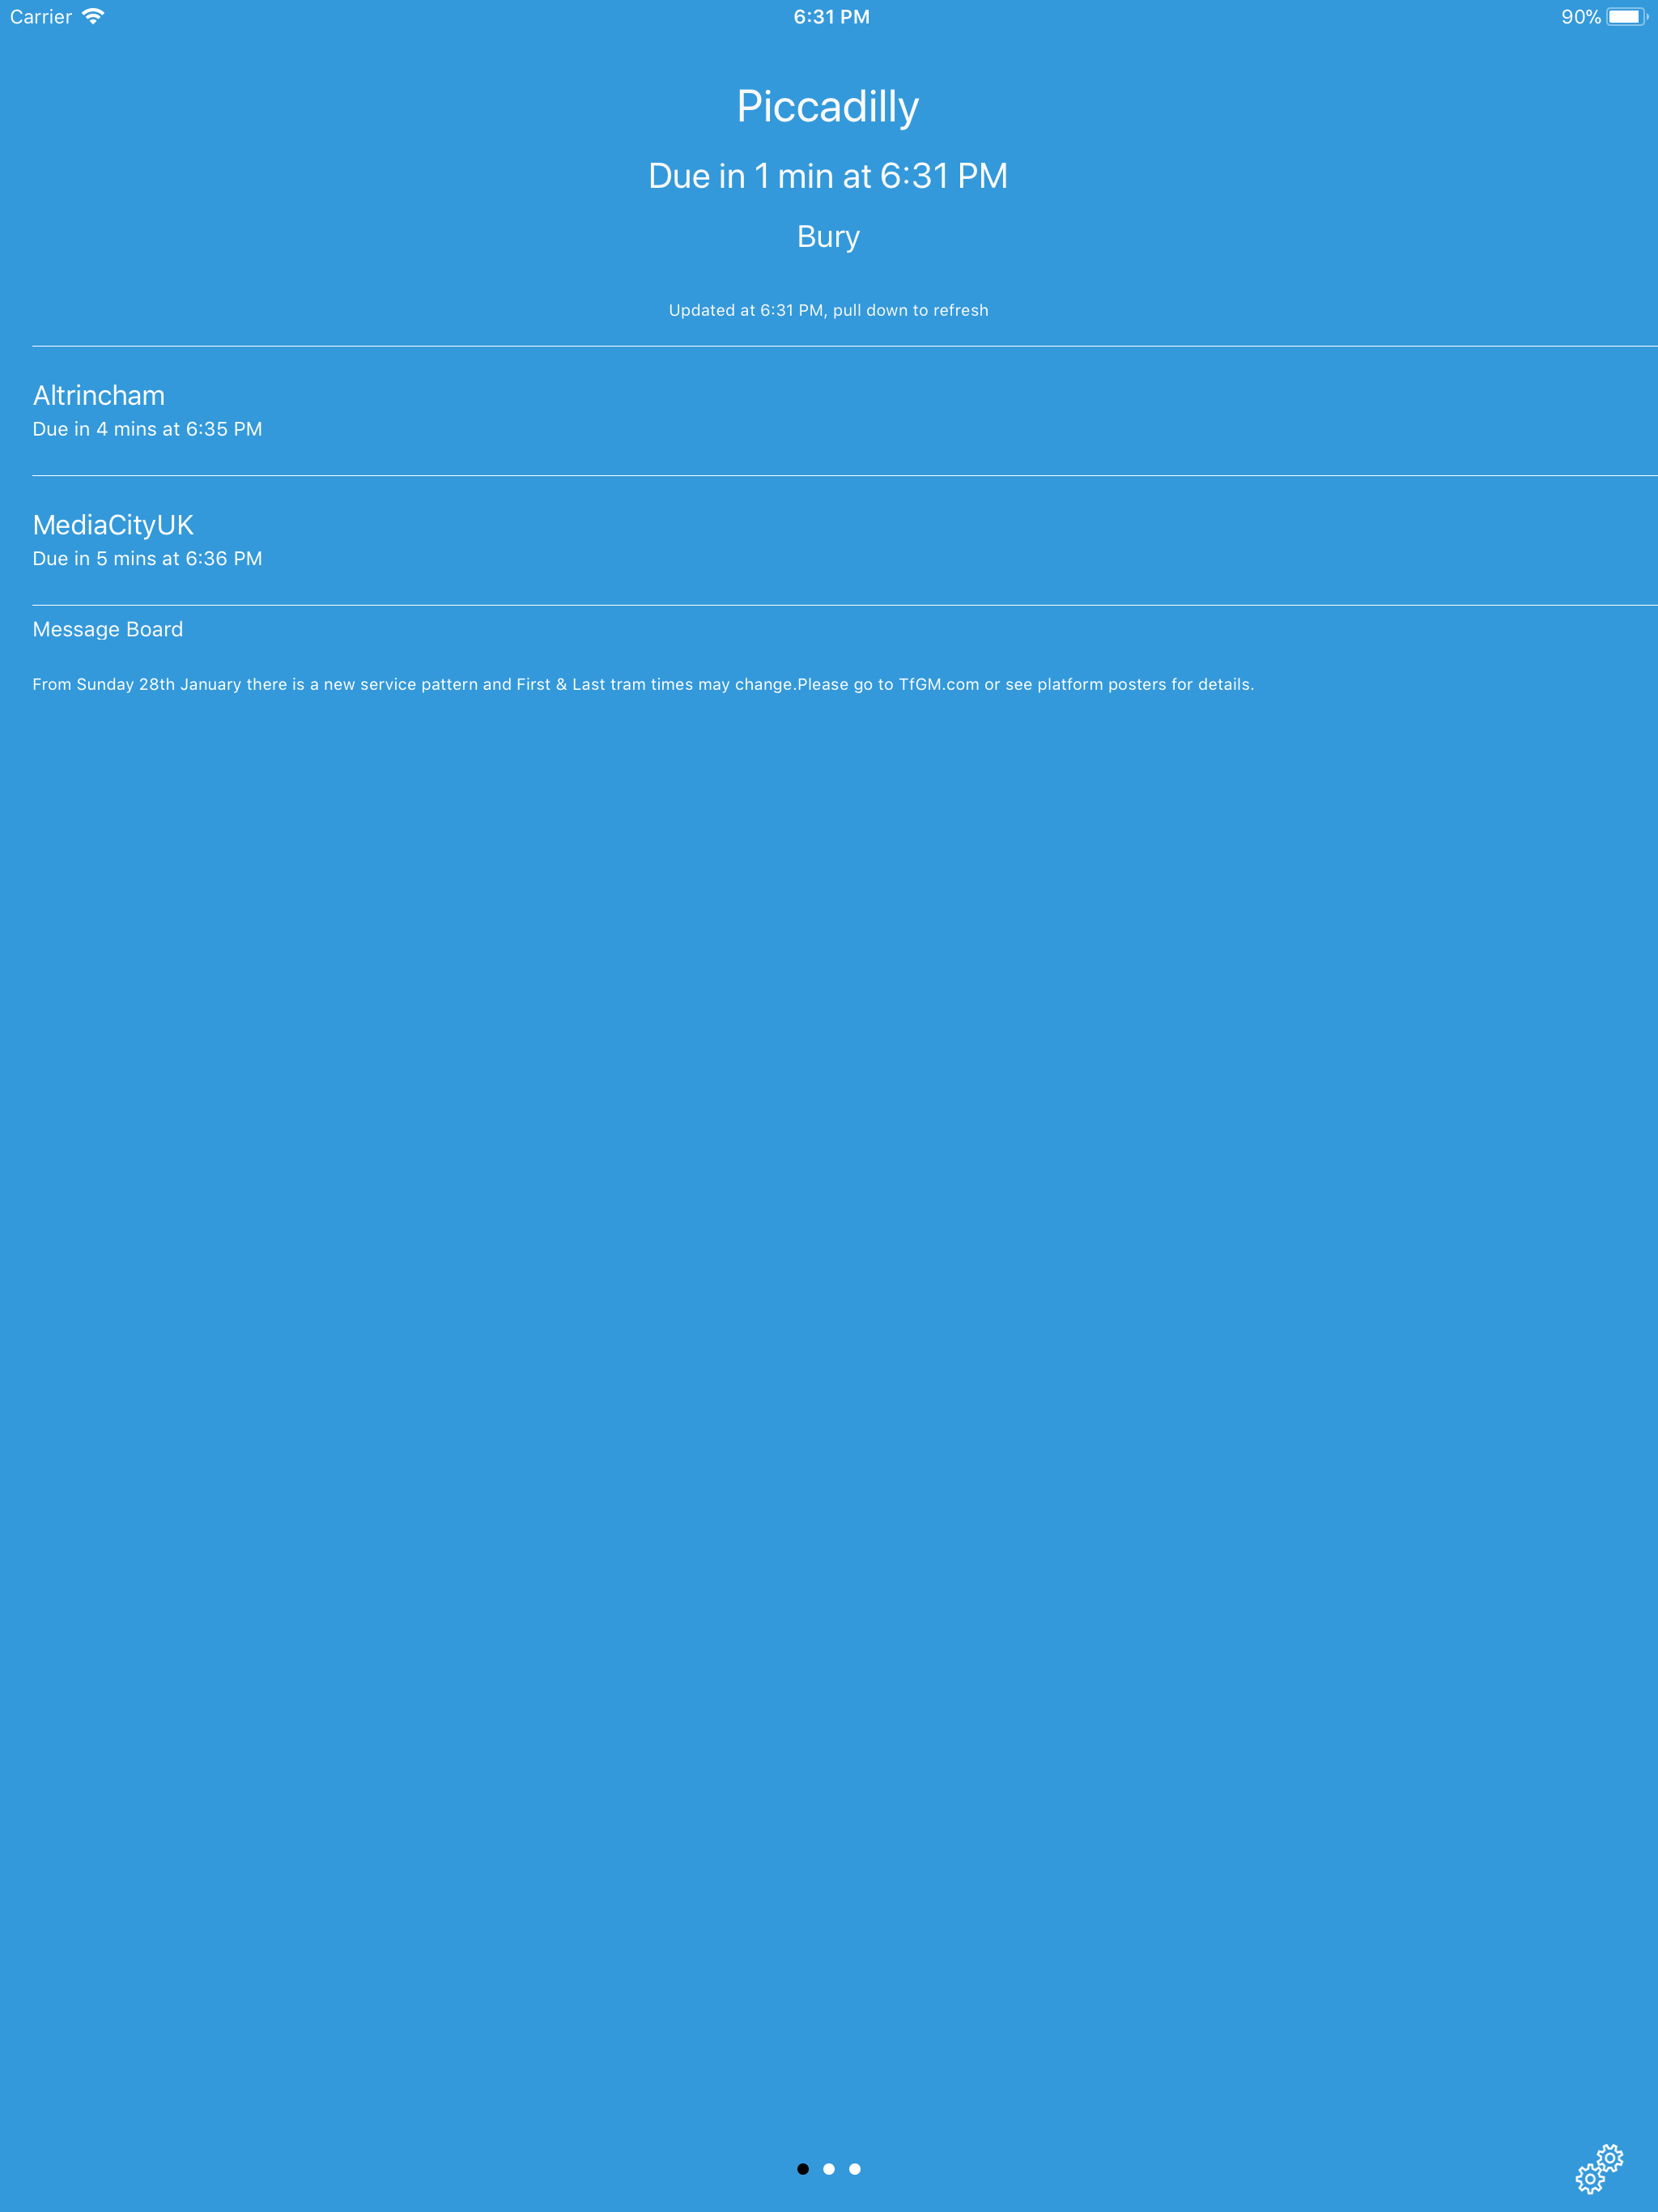 Carrier 6:31 PM 90%
Piccadilly
Due in 1 min at 6:31 PM
Bury
Updated at 6:31 PM, pull down to refresh
Altrincham
Due in 4 mins at 6:35 PM
MediaCityUK
Due in 5 mins at 6:36 PM
Message Board
From Sunday 28th January there is a new service pattern and First & Last tram times may change.Please go to TfGM.com or see platform posters for details.